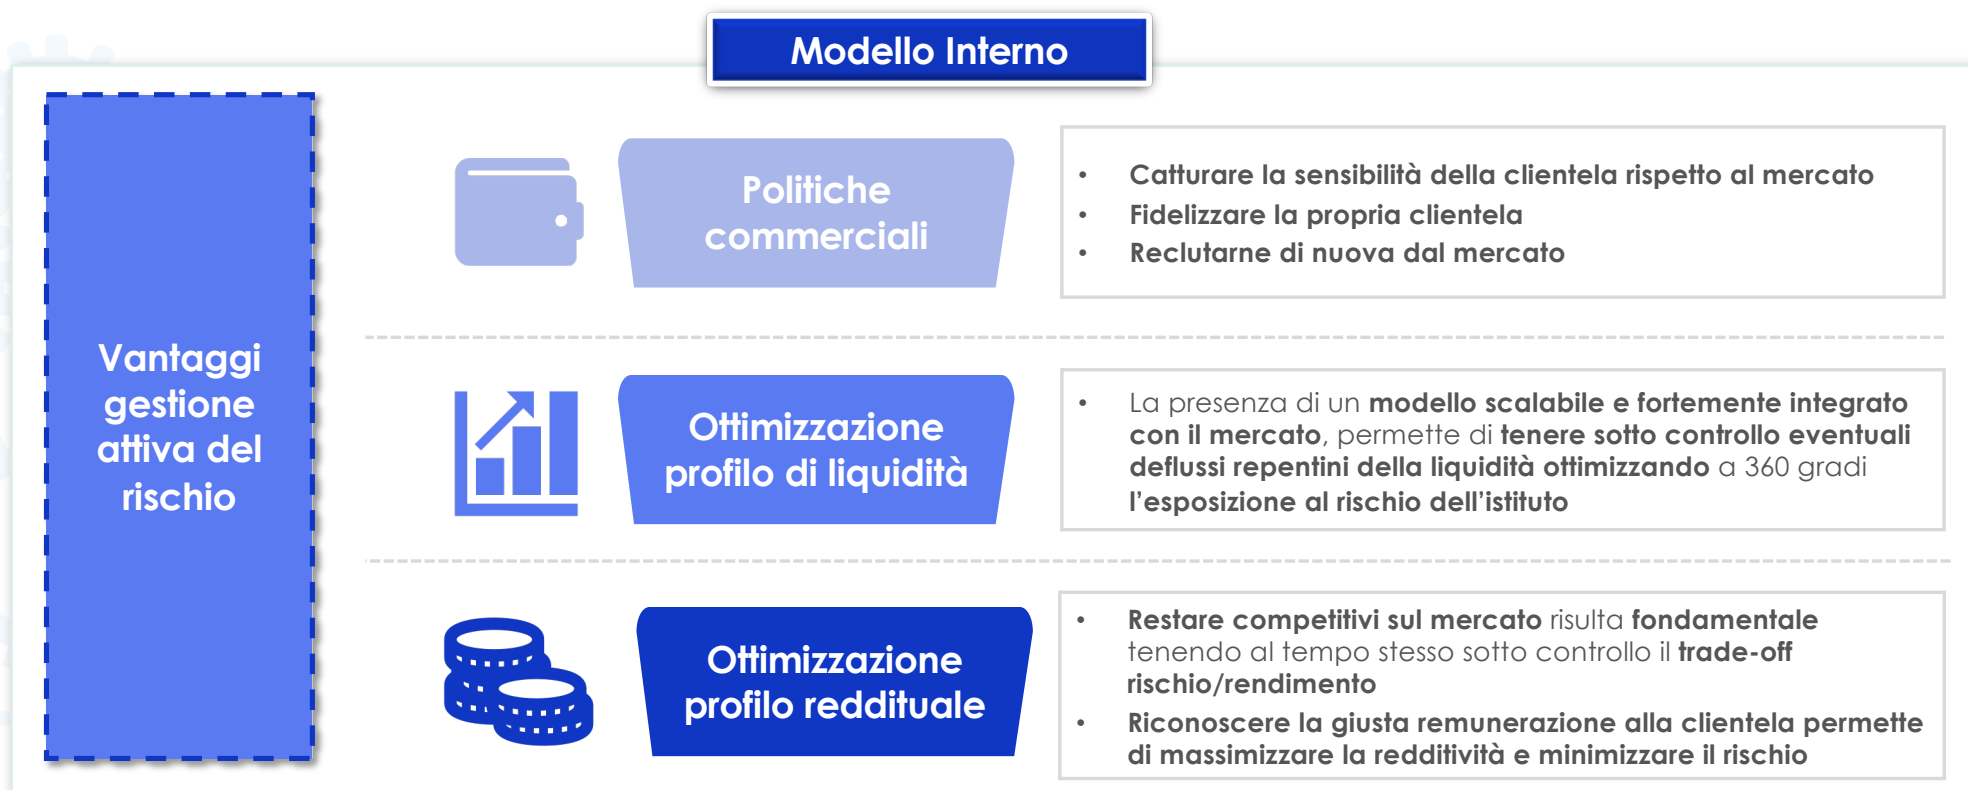 Modello Interno
Vantaggi
gestione
attiva del
rischio
Politiche
commerciali
• Catturare la sensibilità della clientela rispetto al mercato
• Fidelizzare la propria clientela
• Reclutarne di nuova dal mercato
Ottimizzazione
profilo di liquidità
• La presenza di un modello scalabile e fortemente integrato
con il mercato, permette di tenere sotto controllo eventuali
deflussi repentini della liquidità ottimizzando a 360 gradi
l'esposizione al rischio dell'istituto
Ottimizzazione
profilo reddituale
• Restare competitivi sul mercato risulta fondamentale
tenendo al tempo stesso sotto controllo il trade-off
rischio/rendimento
• Riconoscere la giusta remunerazione alla clientela permette
di massimizzare la redditività e minimizzare il rischio